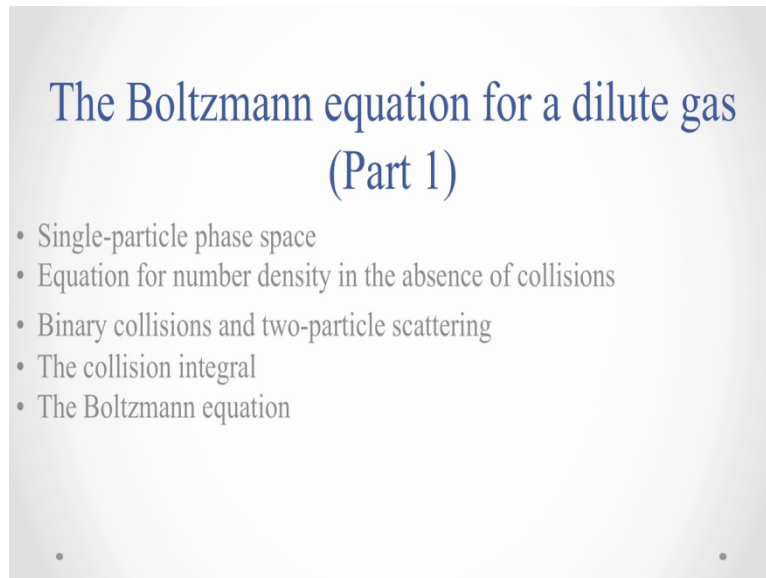 The Boltzmann equation for a dilute gas
(Part 1)
• Single-particle phase space
• Equation for number density in the absence of collisions
• Binary collisions and two-particle scattering
• The collision integral
• The Boltzmann equation